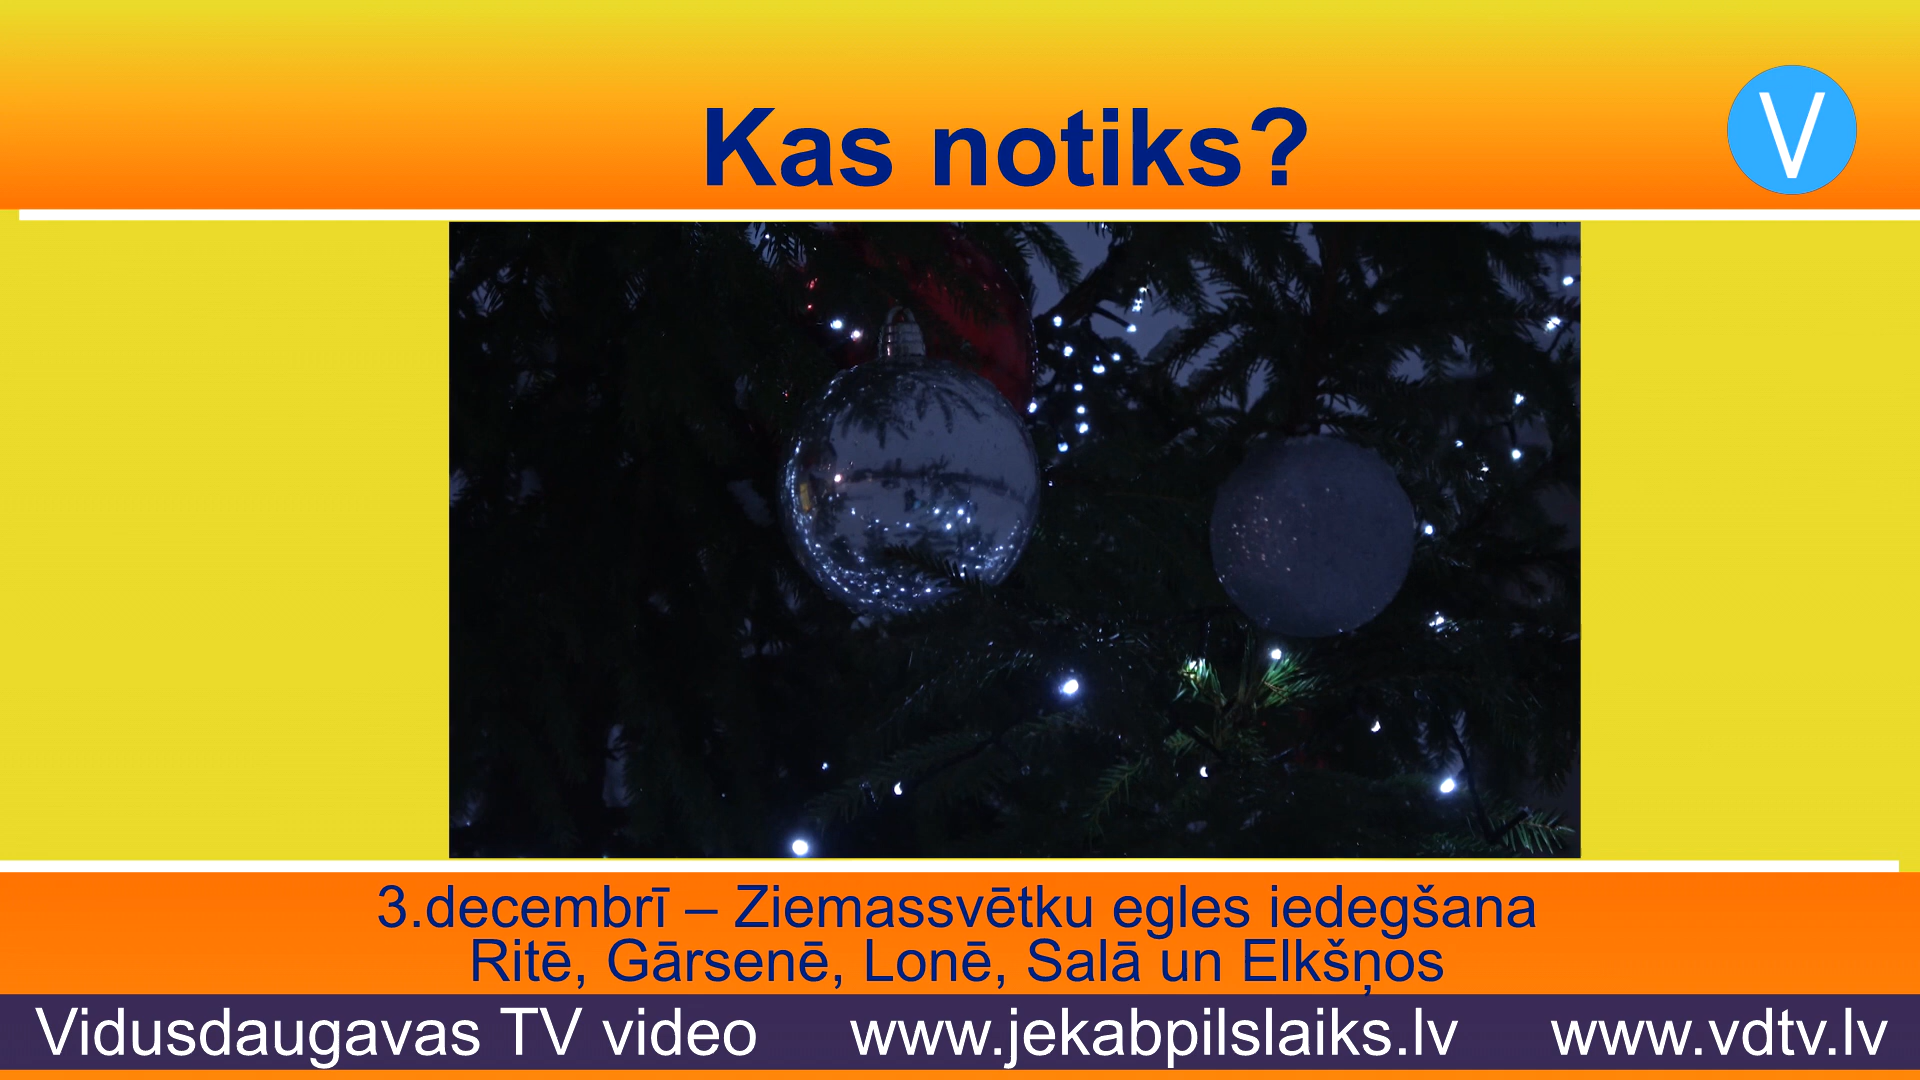 Kas notiks?
V
3.decembrī – Ziemassvētku egles iedegšana
Ritē, Gārsenē, Lonē, Salā un Elkšņos
Vidusdaugavas TV video www.jekabpilslaiks.lv www.vdtv.lv